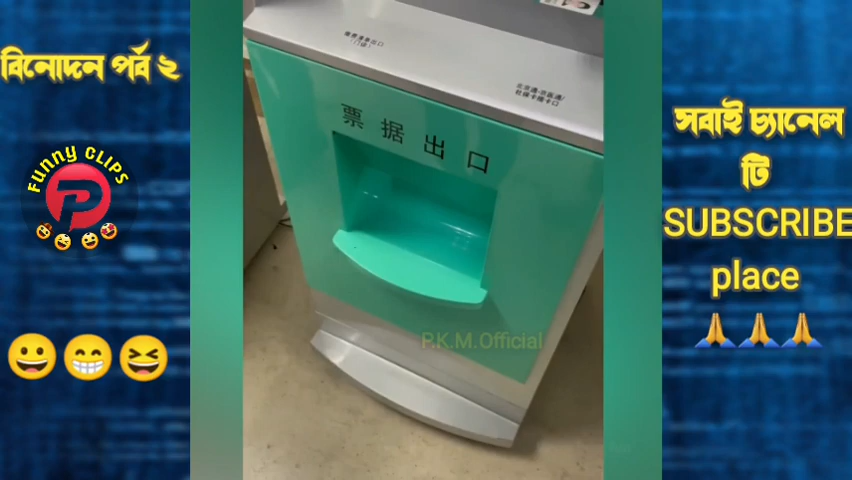 বিনোদন পর্ব ২
FUNNY CLIPS
票据出口
P.K.M.Official
সবাই চ্যানেল
টি
SUBSCRIBE
place